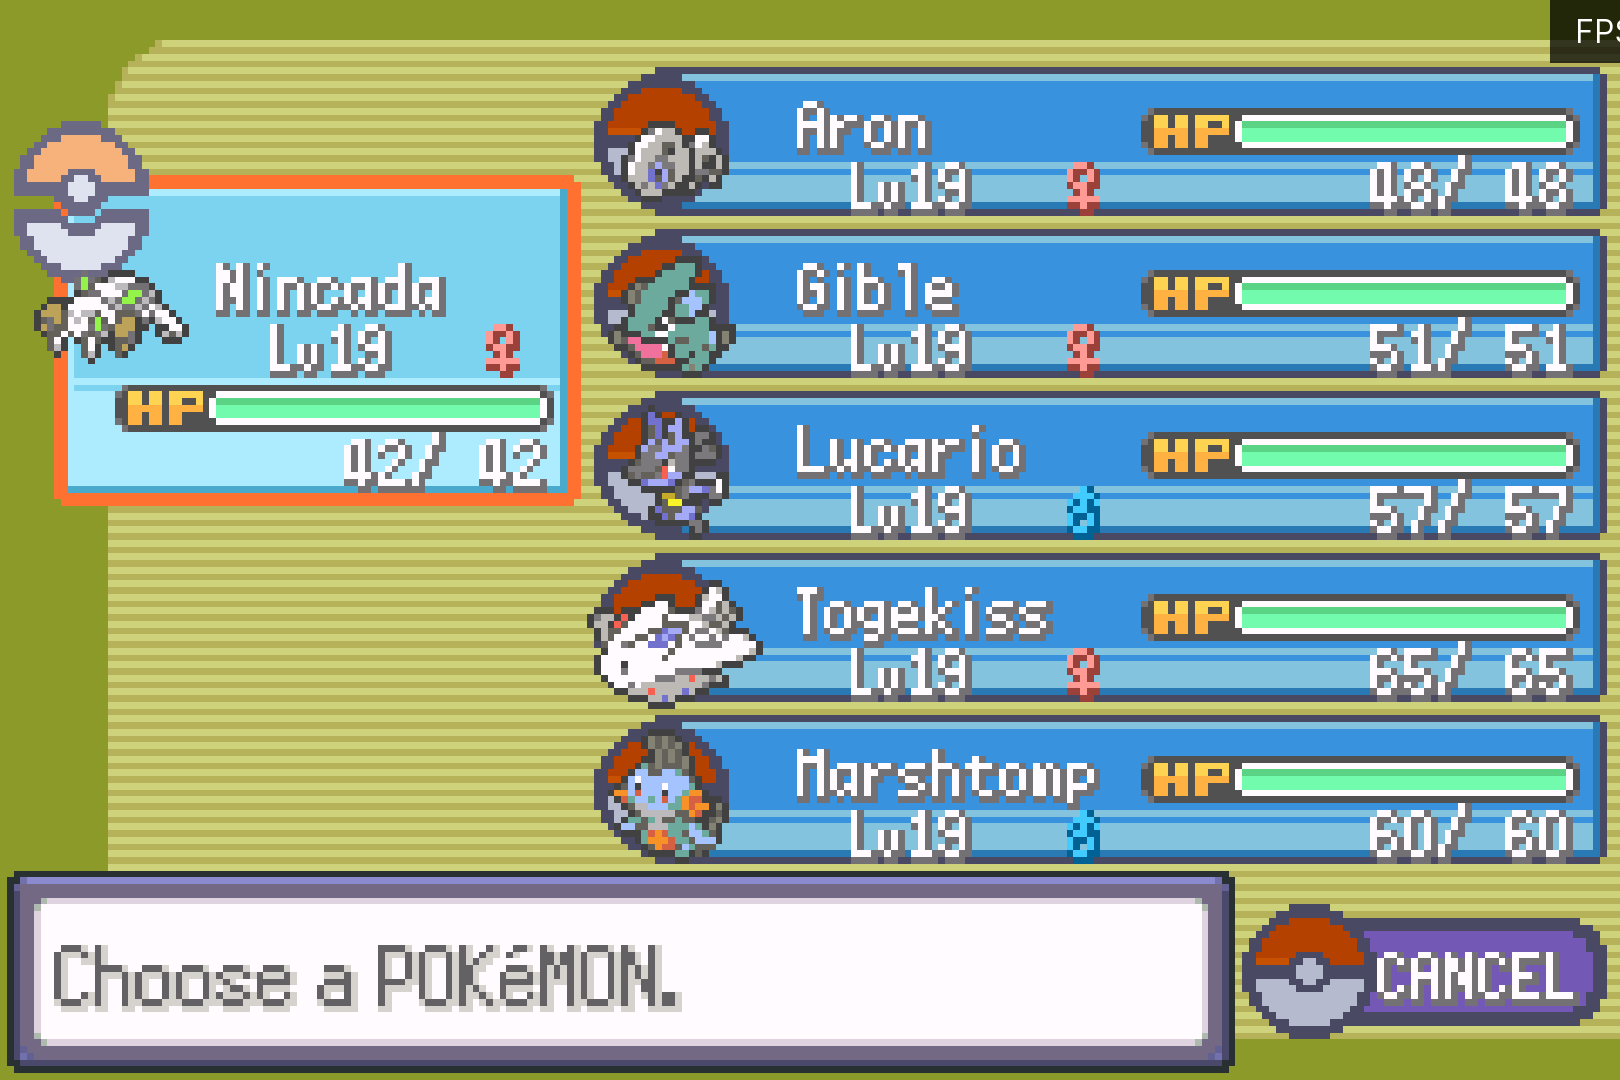 FPS
Nincada
Lv19 ♀
HP
42/ 42
Aron HP
Lv19 ♀ 48/ 48
Gible HP
Lv19 ♀ 51/ 51
Lucario HP
Lv19 ♂ 57/ 57
Togekiss HP
Lv19 ♀ 65/ 65
Marshtomp HP
Lv19 ♂ 60/ 60
Choose a POKéMON.
CANCEL